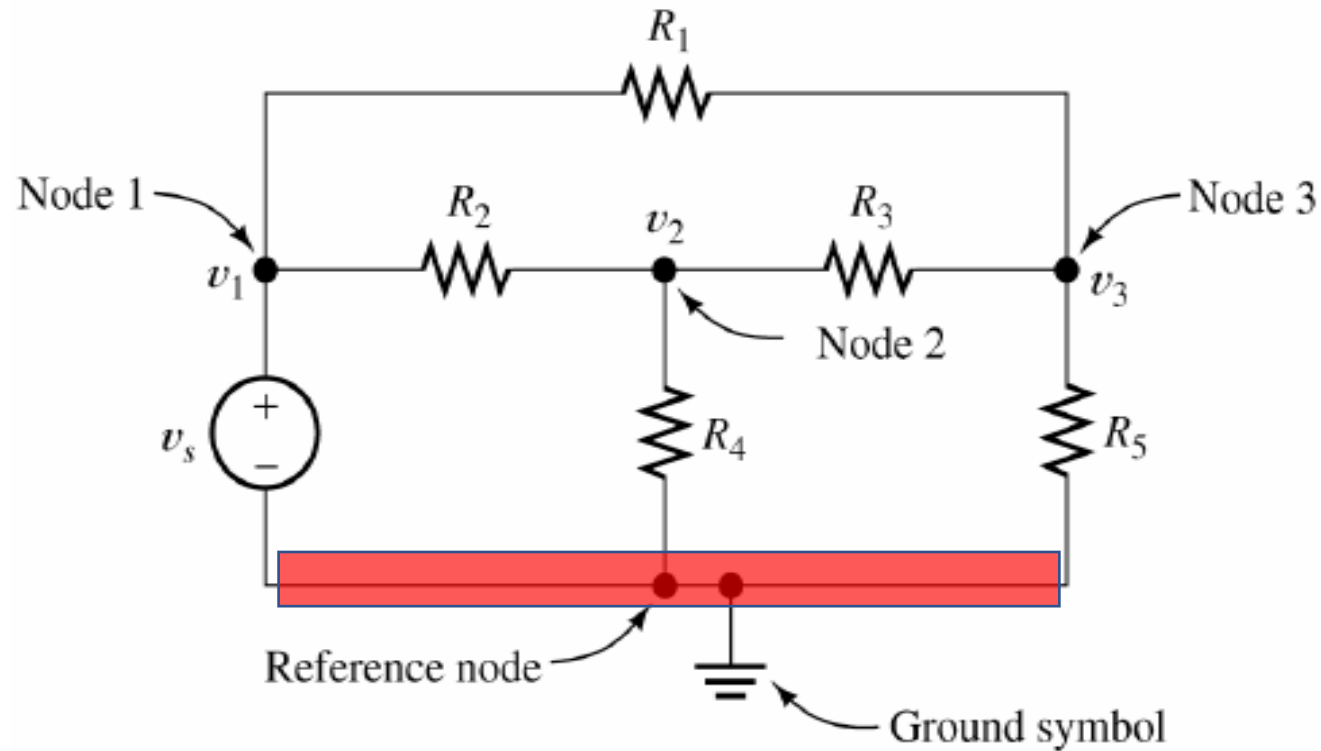 R₁
Node 1
R₂
v₂
R₃
Node 3
v₁
v₃
Node 2
+
vₛ
−
R₄
R₅
Reference node
Ground symbol